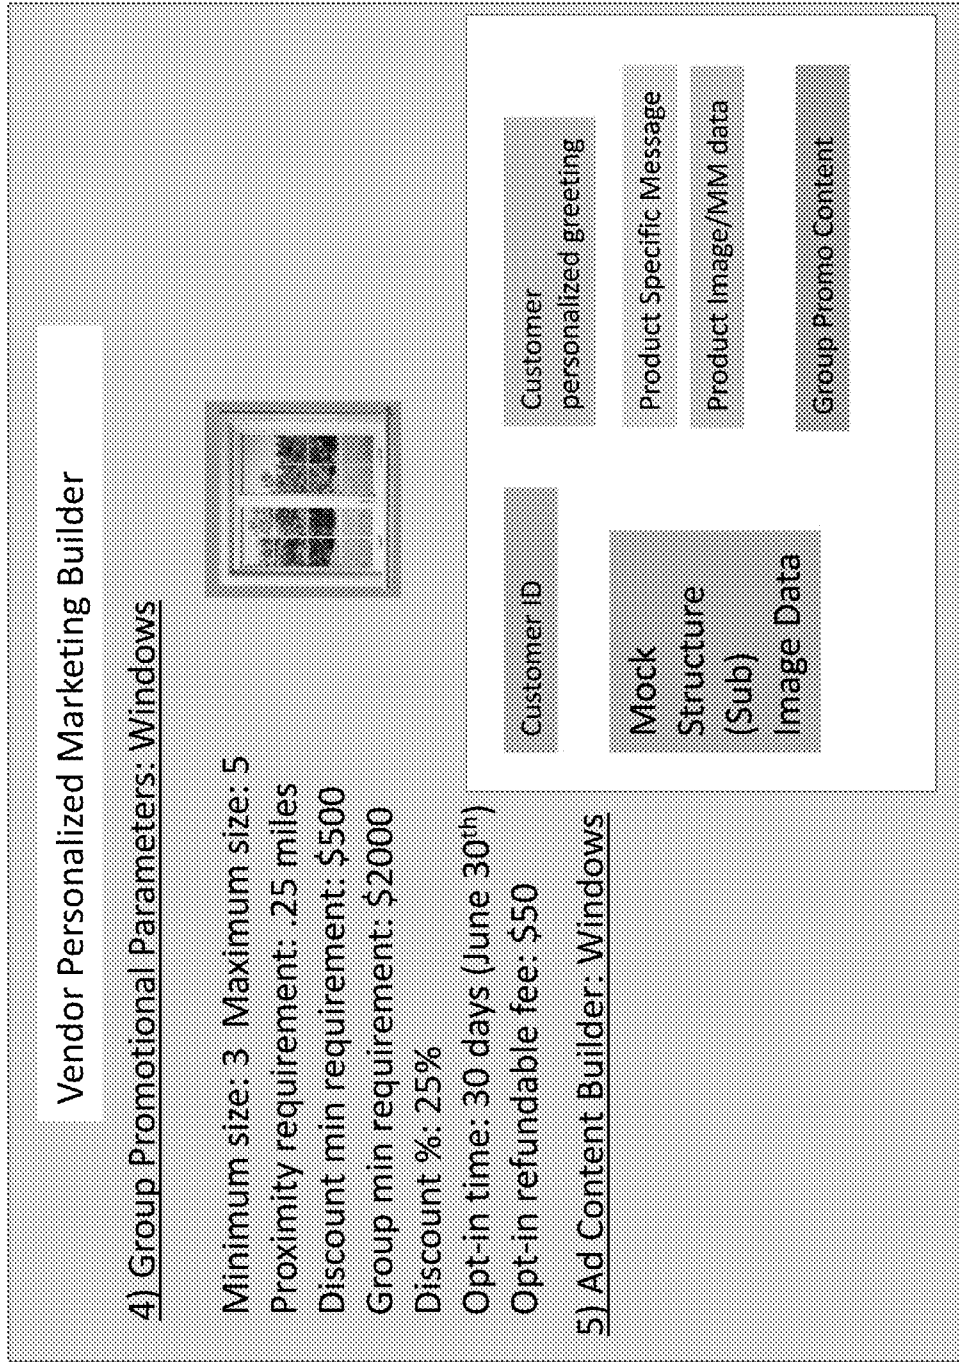 Vendor Personalized Marketing Builder
4) Group Promotional Parameters: Windows
Minimum size: 3 Maximum size: 5
Proximity requirement: .25 miles
Discount min requirement: $500
Group min requirement: $2000
Discount %: 25%
Opt-in time: 30 days (June 30th)
Opt-in refundable fee: $50
5) Ad Content Builder: Windows
Customer ID
Mock
Structure
(Sub)
Image Data
Customer
personalized greeting
Product Specific Message
Product Image/MM data
Group Promo Content